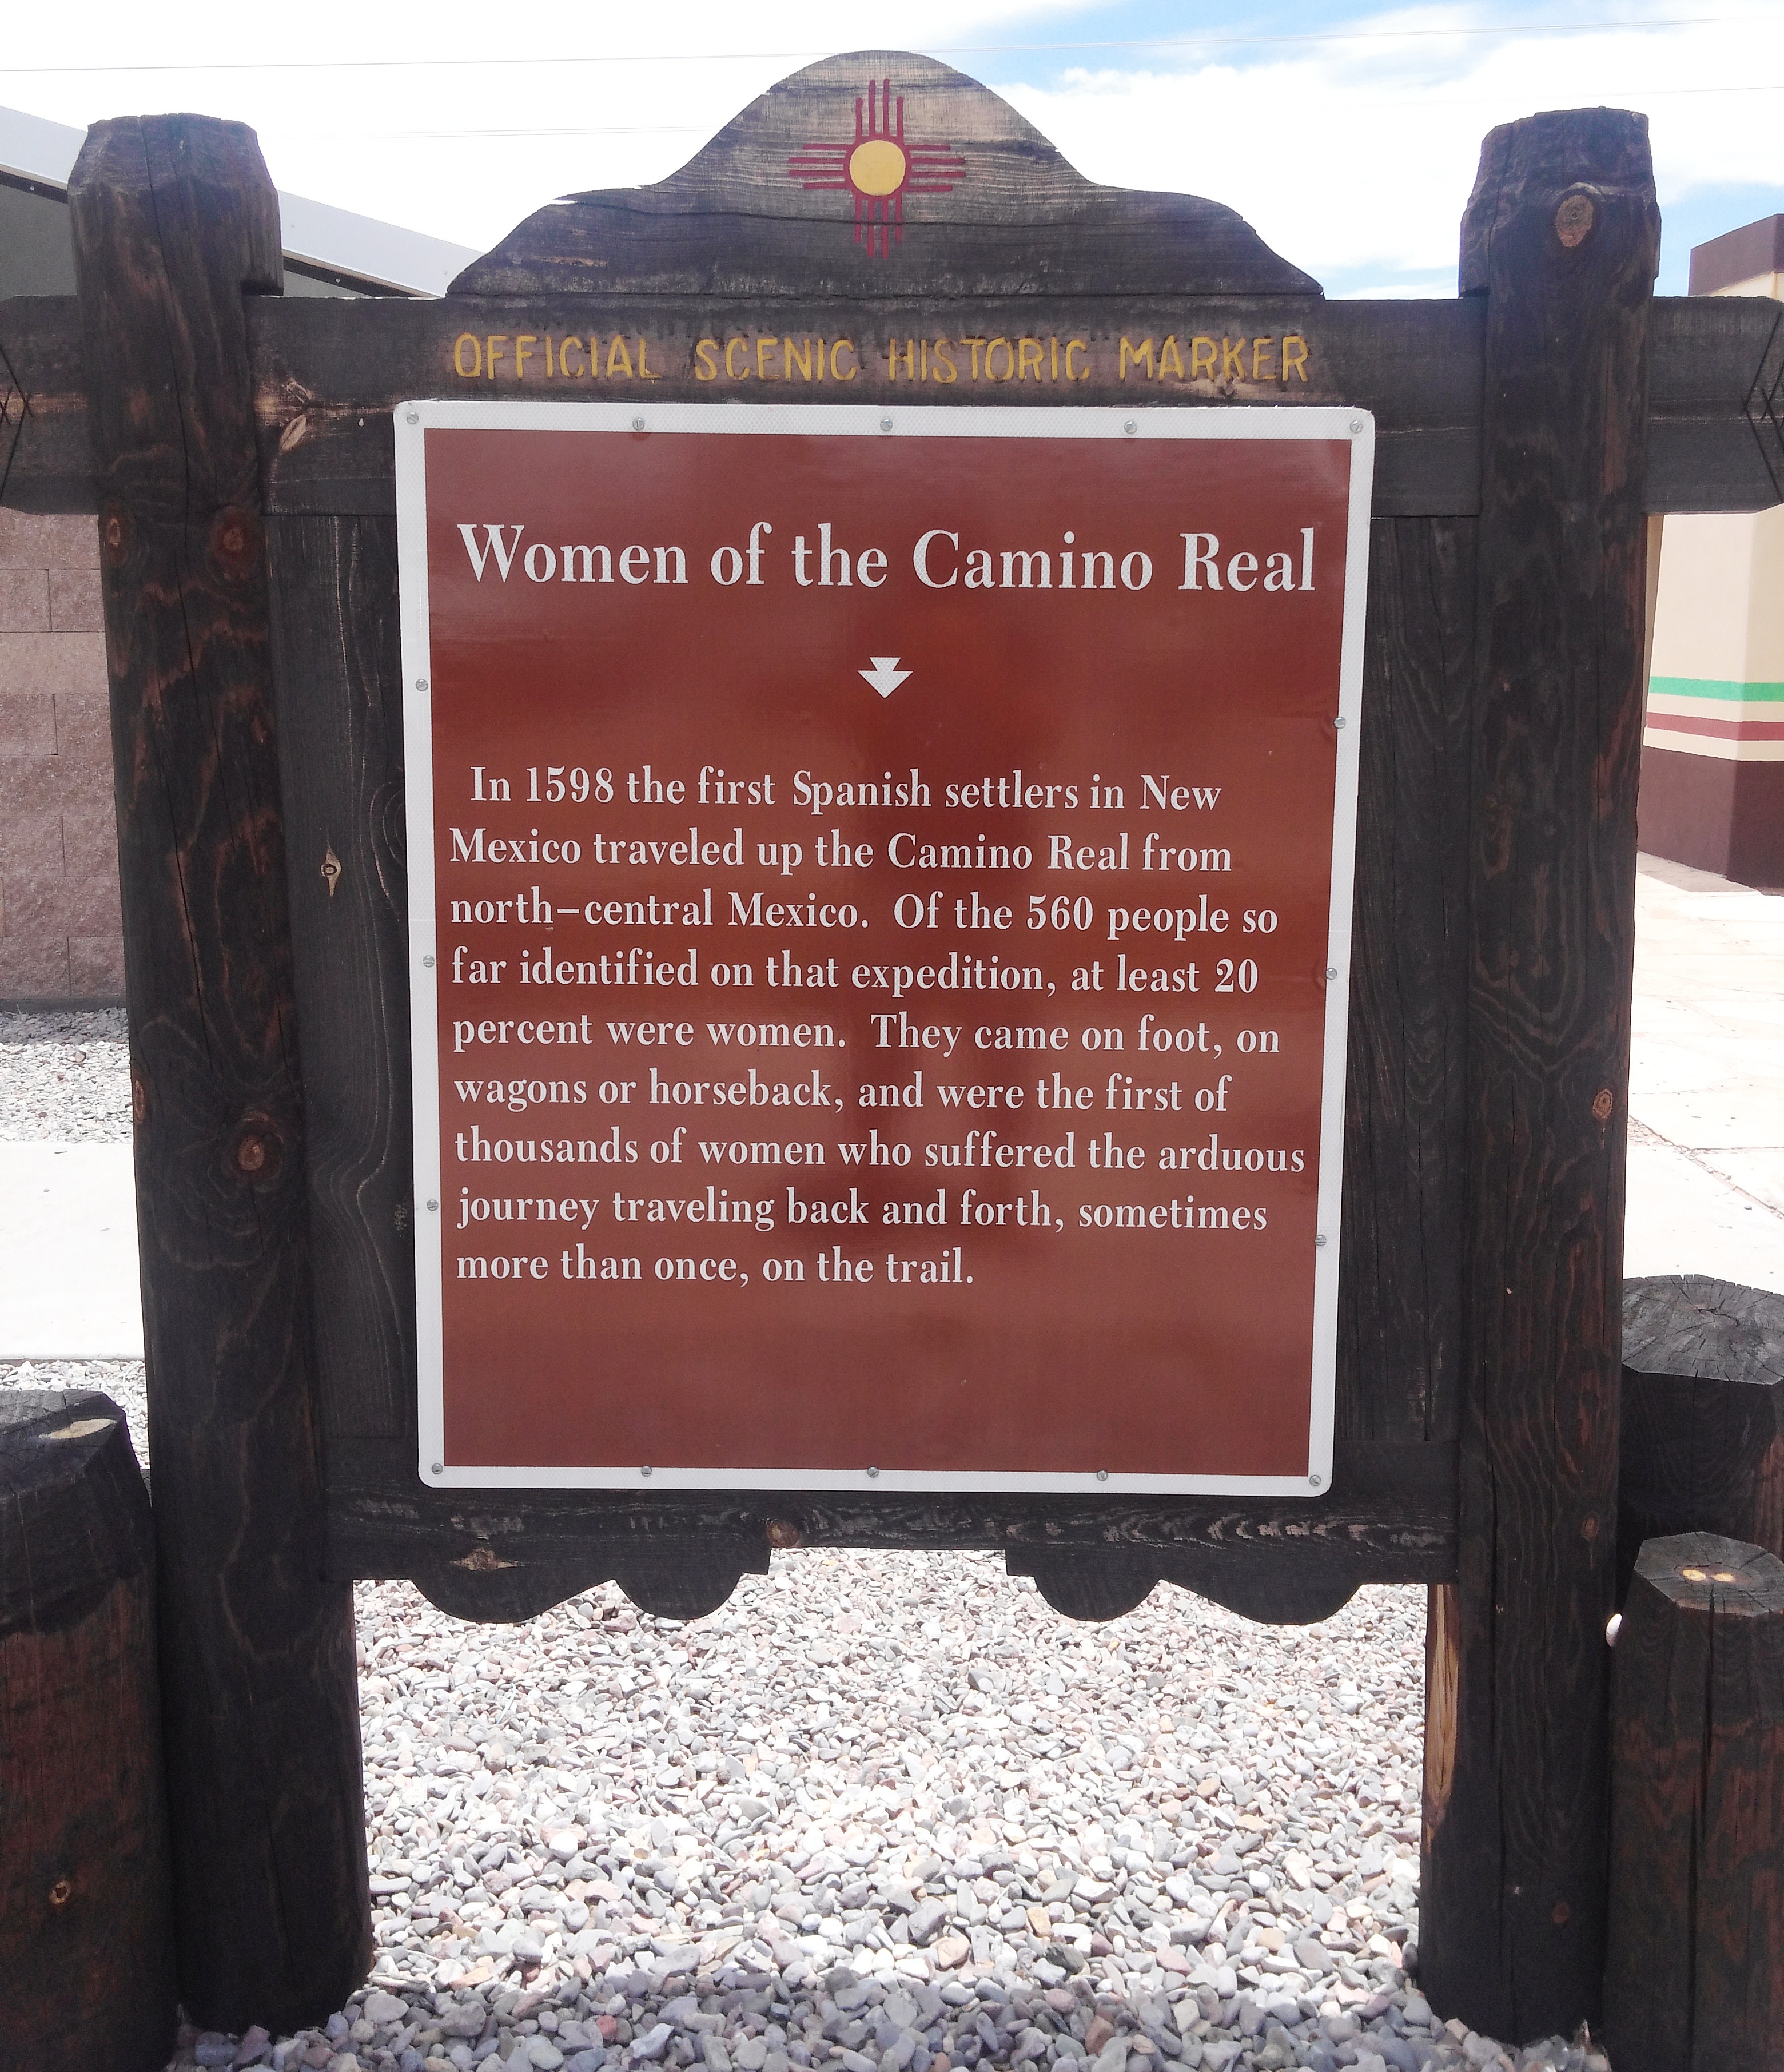 OFFICIAL SCENIC HISTORIC MARKER
Women of the Camino Real
In 1598 the first Spanish settlers in New
Mexico traveled up the Camino Real from
north–central Mexico. Of the 560 people so
far identified on that expedition, at least 20
percent were women. They came on foot, on
wagons or horseback, and were the first of
thousands of women who suffered the arduous
journey traveling back and forth, sometimes
more than once, on the trail.